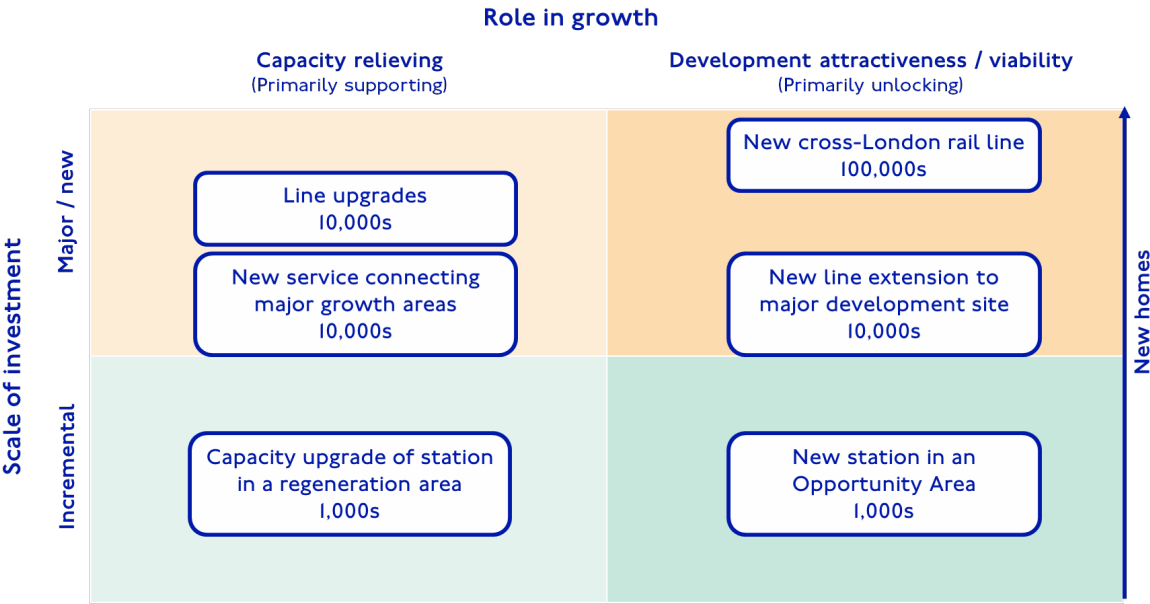 Role in growth
Capacity relieving
(Primarily supporting)
Development attractiveness / viability
(Primarily unlocking)
Scale of investment
Major / new
Line upgrades
10,000s
New service connecting
major growth areas
10,000s
New cross-London rail line
100,000s
New line extension to
major development site
10,000s
Incremental
Capacity upgrade of station
in a regeneration area
1,000s
New station in an
Opportunity Area
1,000s
New homes